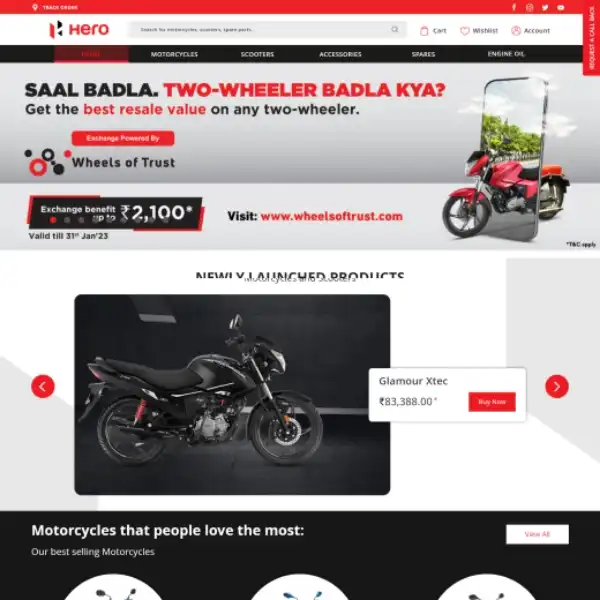 TRACK ORDER
REQUEST A CALL BACK
Hero
Search for motorcycles, scooters, spare parts..
Cart
Wishlist
Account
HOME
MOTORCYCLES
SCOOTERS
ACCESSORIES
SPARES
ENGINE OIL
SAAL BADLA. TWO-WHEELER BADLA KYA?
Get the best resale value on any two-wheeler.
Exchange Powered By
Wheels of Trust
Exchange benefit
up to ₹2,100*
Visit: www.wheelsoftrust.com
Valid till 31st Jan'23
*T&C apply
NEWLY LAUNCHED PRODUCTS
Motorcycles and Scooters
Glamour Xtec
₹83,388.00*
Buy Now
Motorcycles that people love the most:
View All
Our best selling Motorcycles